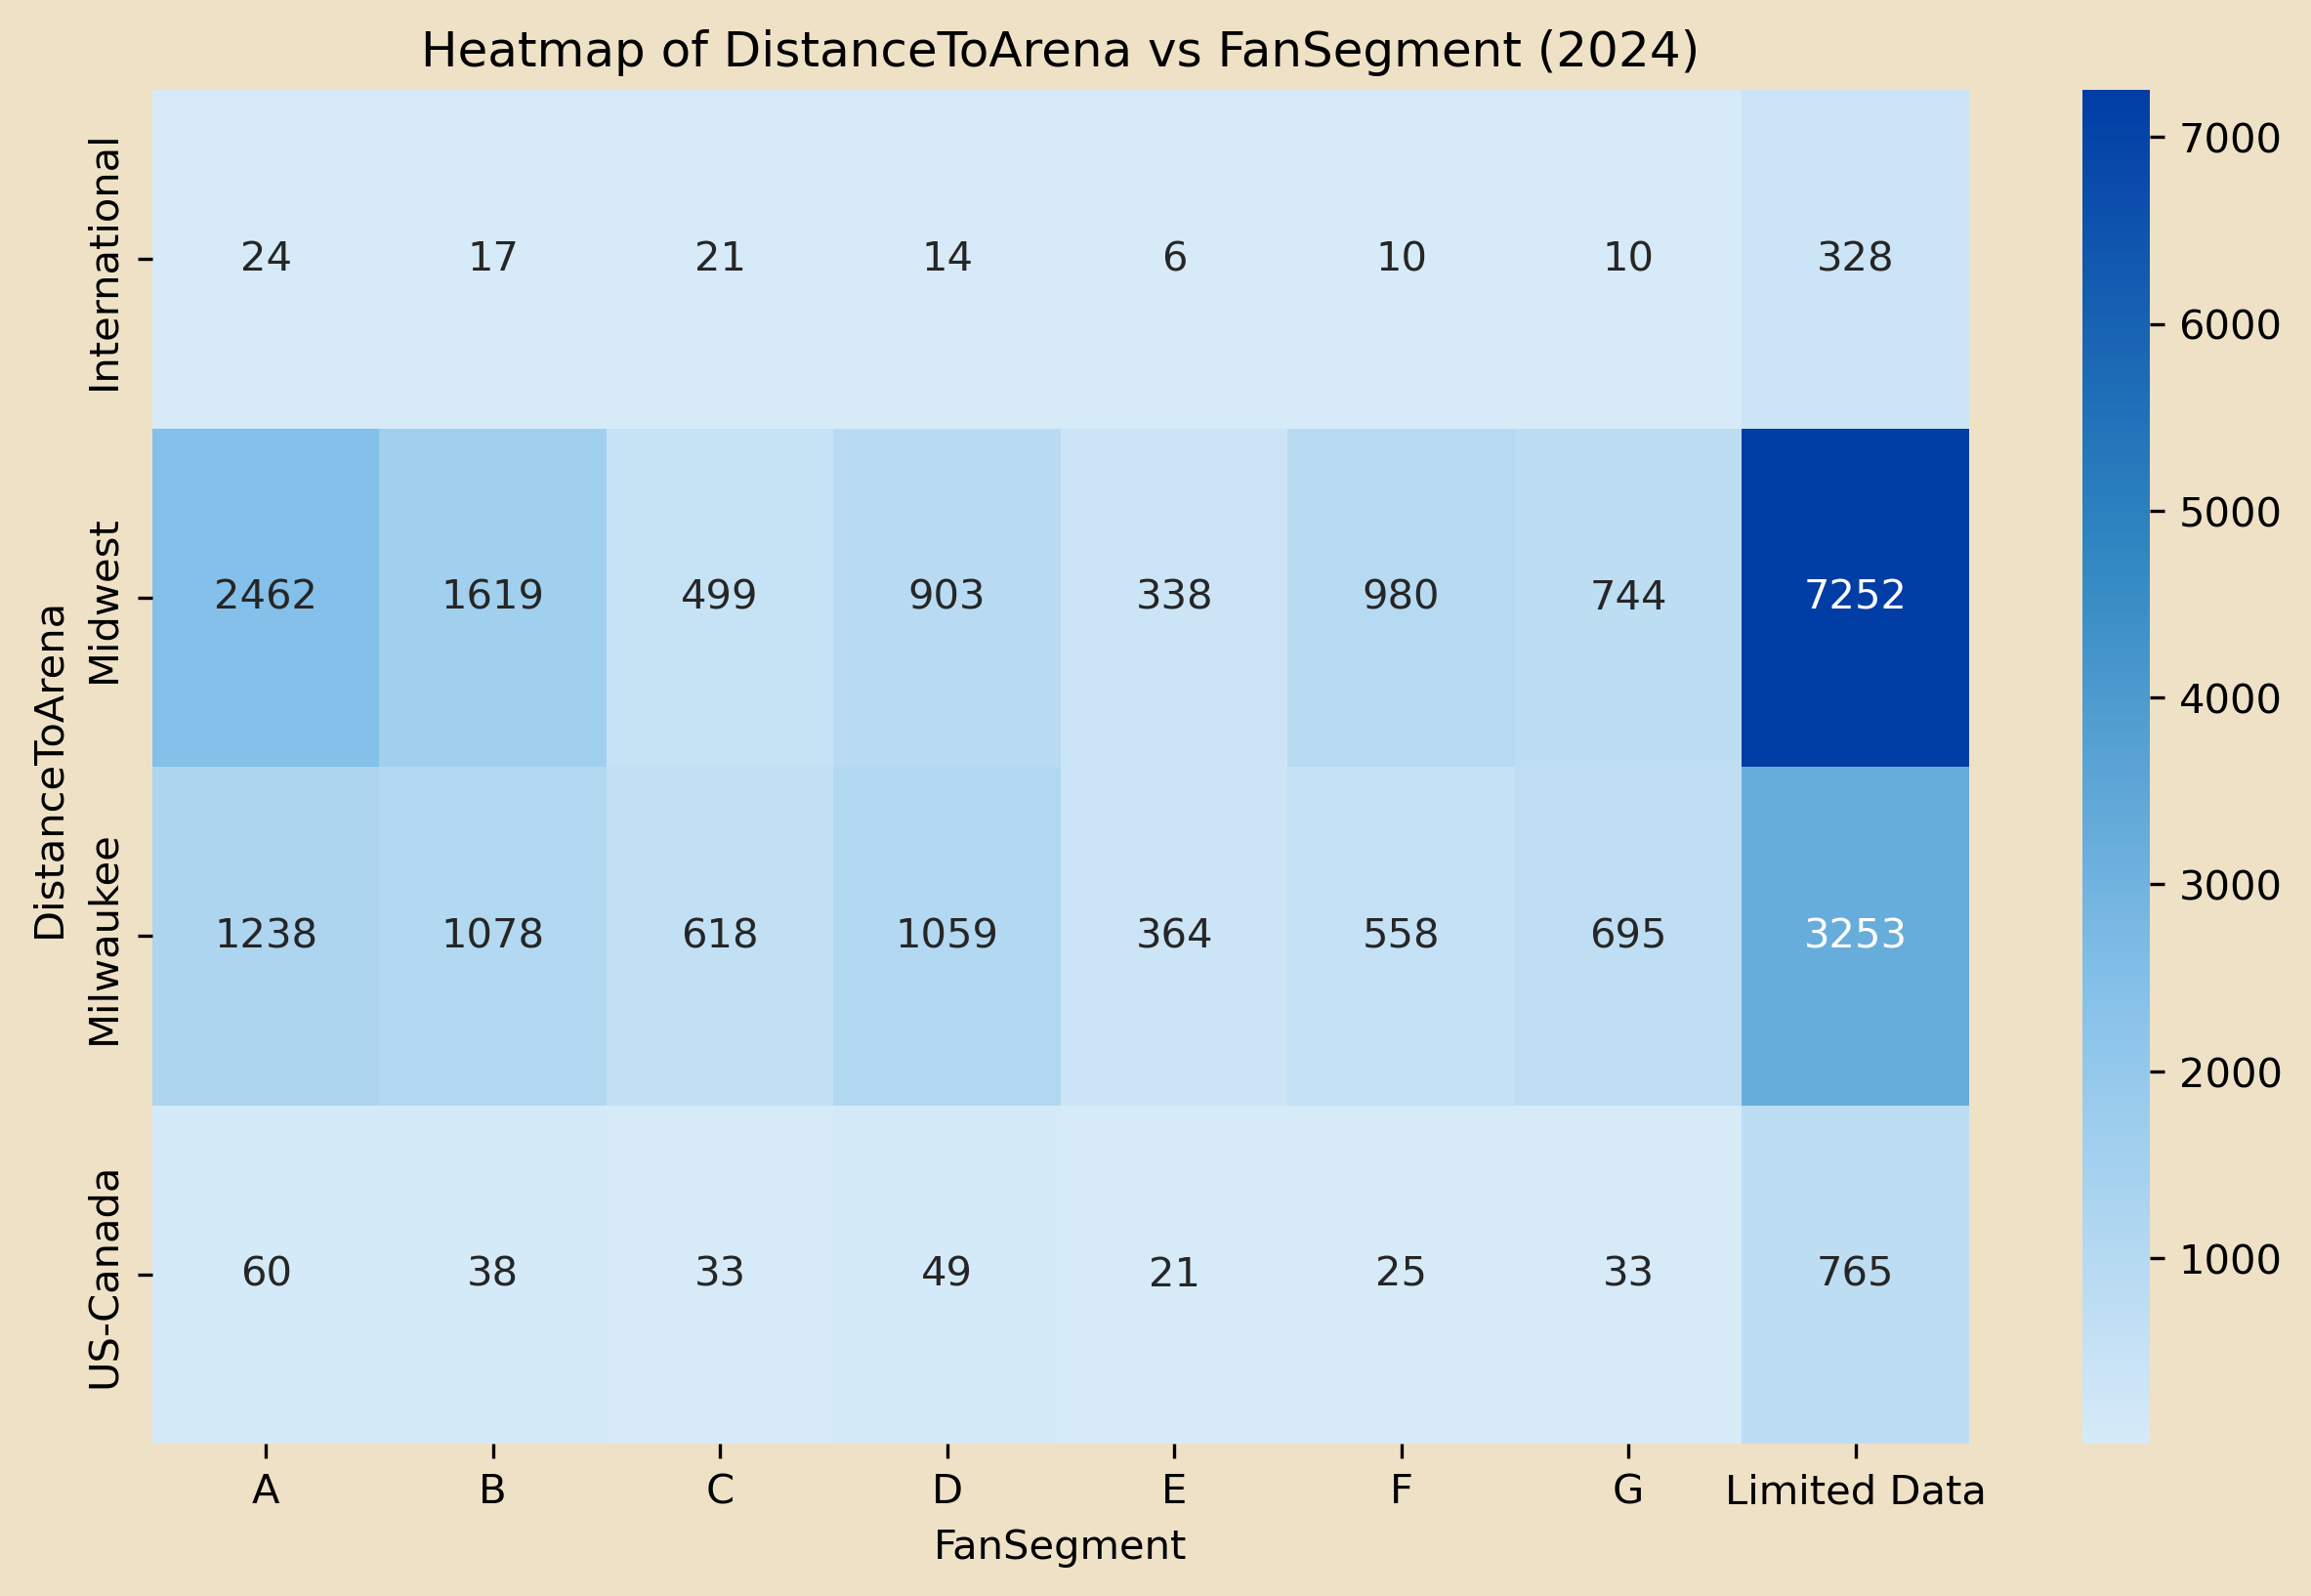 Heatmap of DistanceToArena vs FanSegment (2024)
DistanceToArena
International
24 17 21 14 6 10 10 328
Midwest
2462 1619 499 903 338 980 744 7252
Milwaukee
1238 1078 618 1059 364 558 695 3253
US-Canada
60 38 33 49 21 25 33 765
A B C D E F G Limited Data
FanSegment
7000
6000
5000
4000
3000
2000
1000